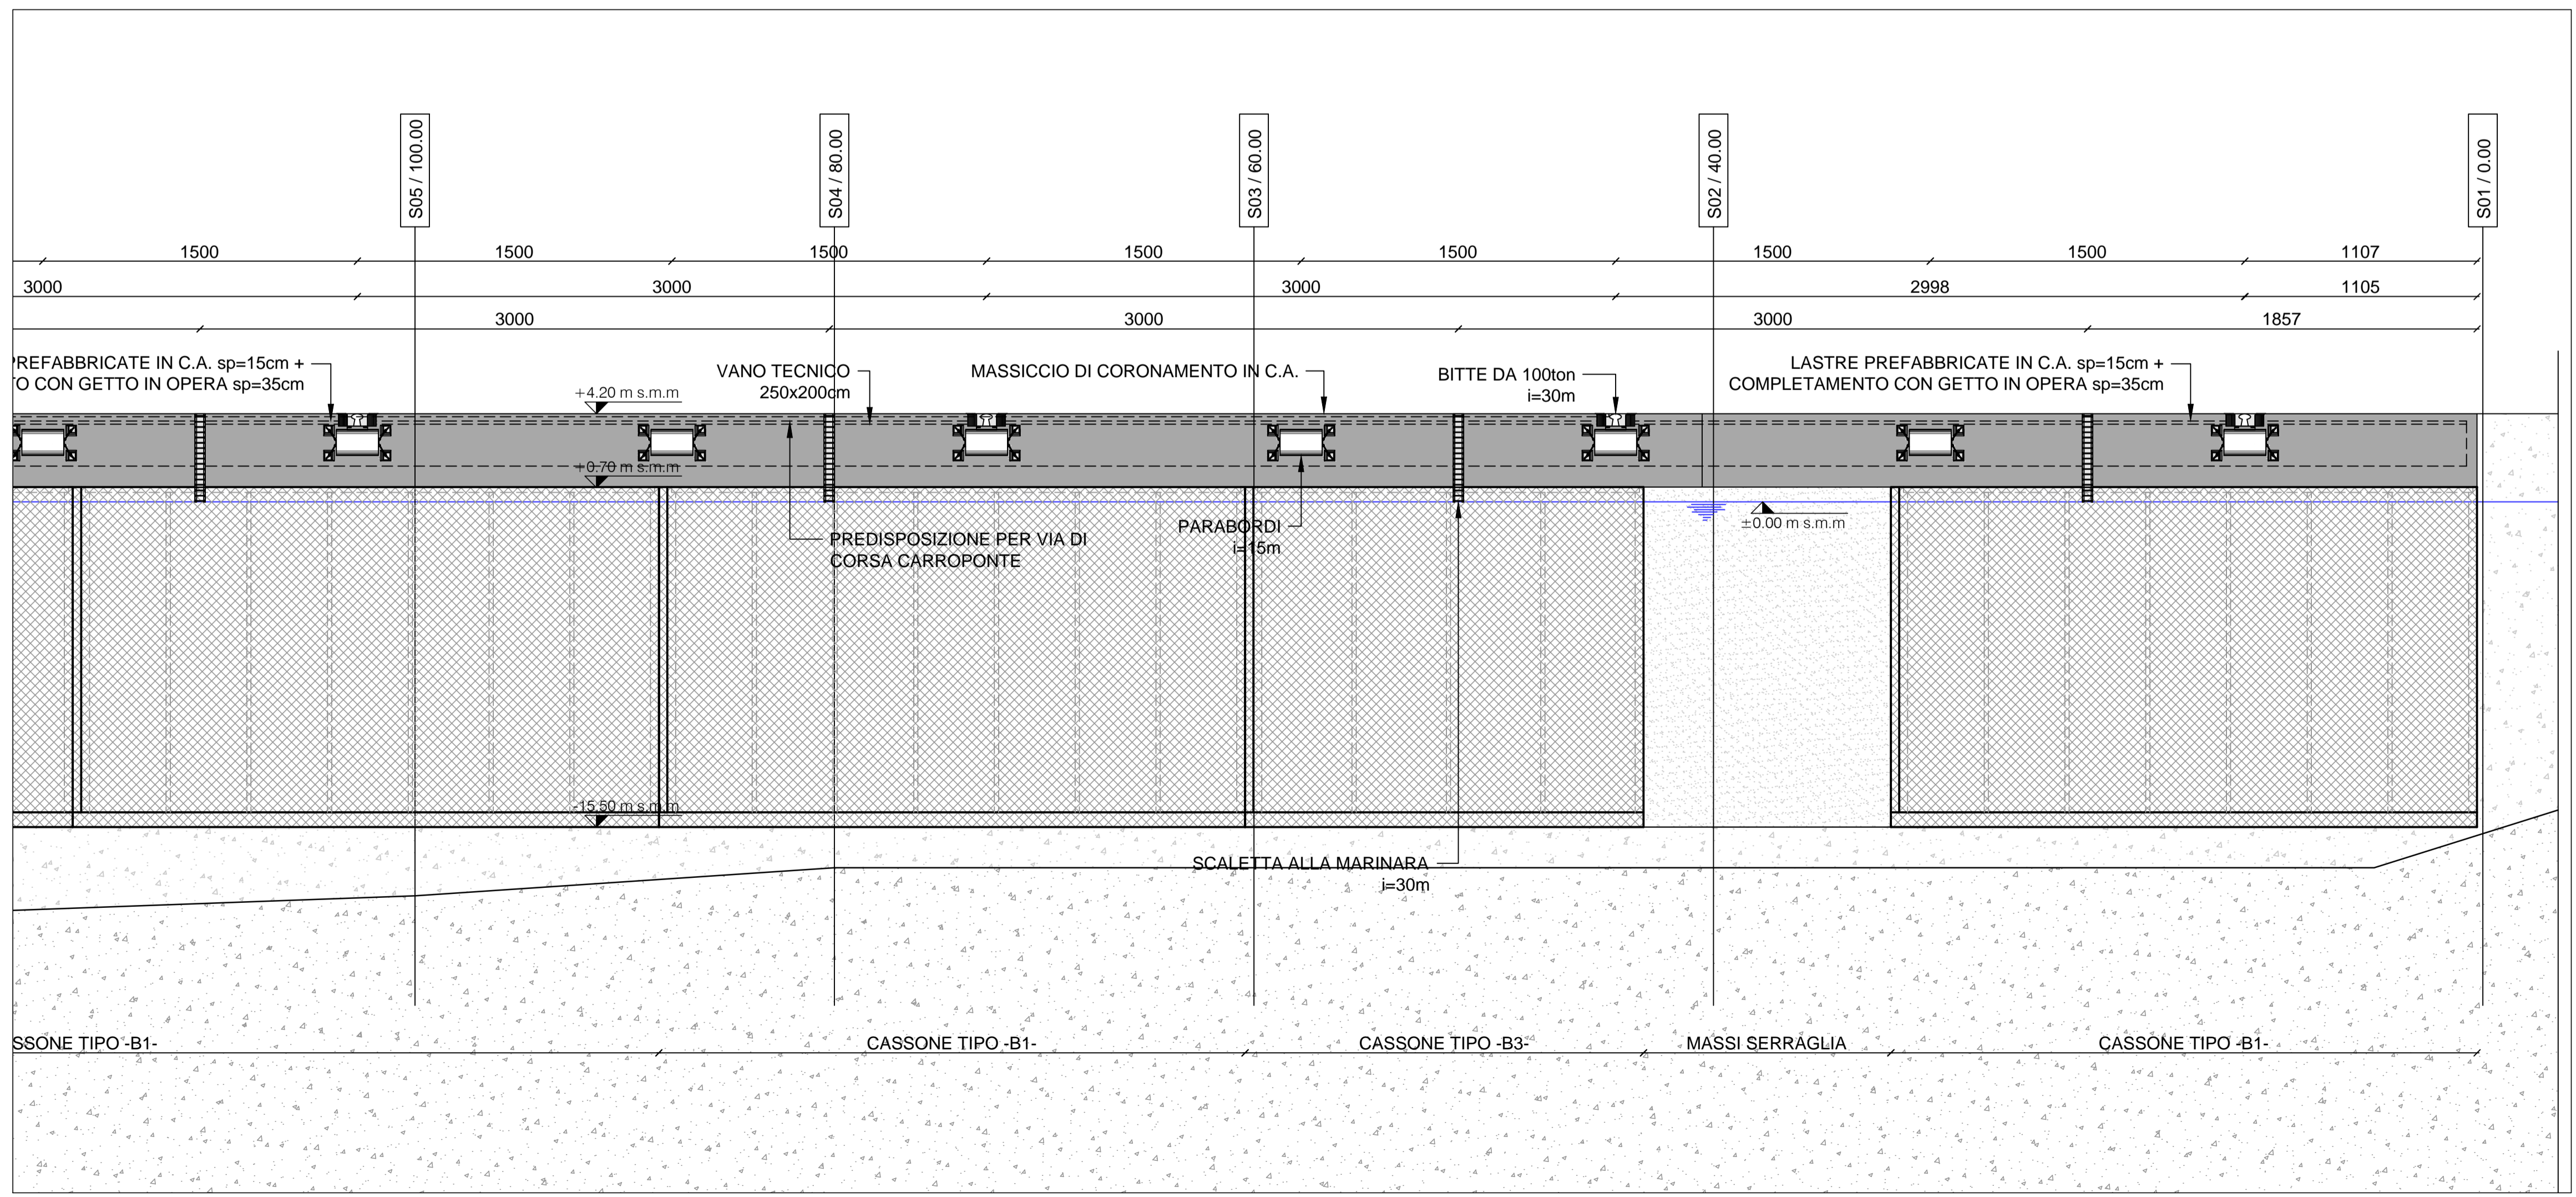 S05 / 100.00
S04 / 80.00
S03 / 60.00
S02 / 40.00
S01 / 0.00
1500 1500 1500 1500 1500 1500 1500 1107
3000 3000 3000 2998 1105
3000 3000 3000 1857
PREFABBRICATE IN C.A. sp=15cm +
TO CON GETTO IN OPERA sp=35cm
+4.20 m s.m.m
VANO TECNICO
250x200cm
MASSICCIO DI CORONAMENTO IN C.A.
BITTE DA 100ton
i=30m
LASTRE PREFABBRICATE IN C.A. sp=15cm +
COMPLETAMENTO CON GETTO IN OPERA sp=35cm
+0.70 m s.m.m
±0.00 m s.m.m
PREDISPOSIZIONE PER VIA DI
CORSA CARROPONTE
PARABORDI
i=15m
-15.50 m s.m.m
SCALETTA ALLA MARINARA
i=30m
SSONE TIPO -B1-
CASSONE TIPO -B1-
CASSONE TIPO -B3-
MASSI SERRAGLIA
CASSONE TIPO -B1-